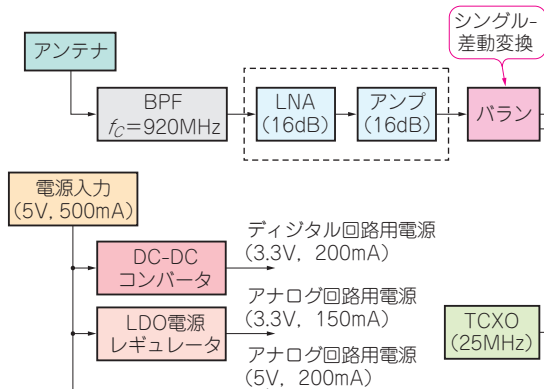 シングル-
差動変換
アンテナ
BPF
fC=920MHz
LNA
(16dB)
アンプ
(16dB)
バラン
電源入力
(5V, 500mA)
ディジタル回路用電源
(3.3V, 200mA)
DC-DC
コンバータ
アナログ回路用電源
(3.3V, 150mA)
LDO電源
レギュレータ
TCXO
(25MHz)
アナログ回路用電源
(5V, 200mA)